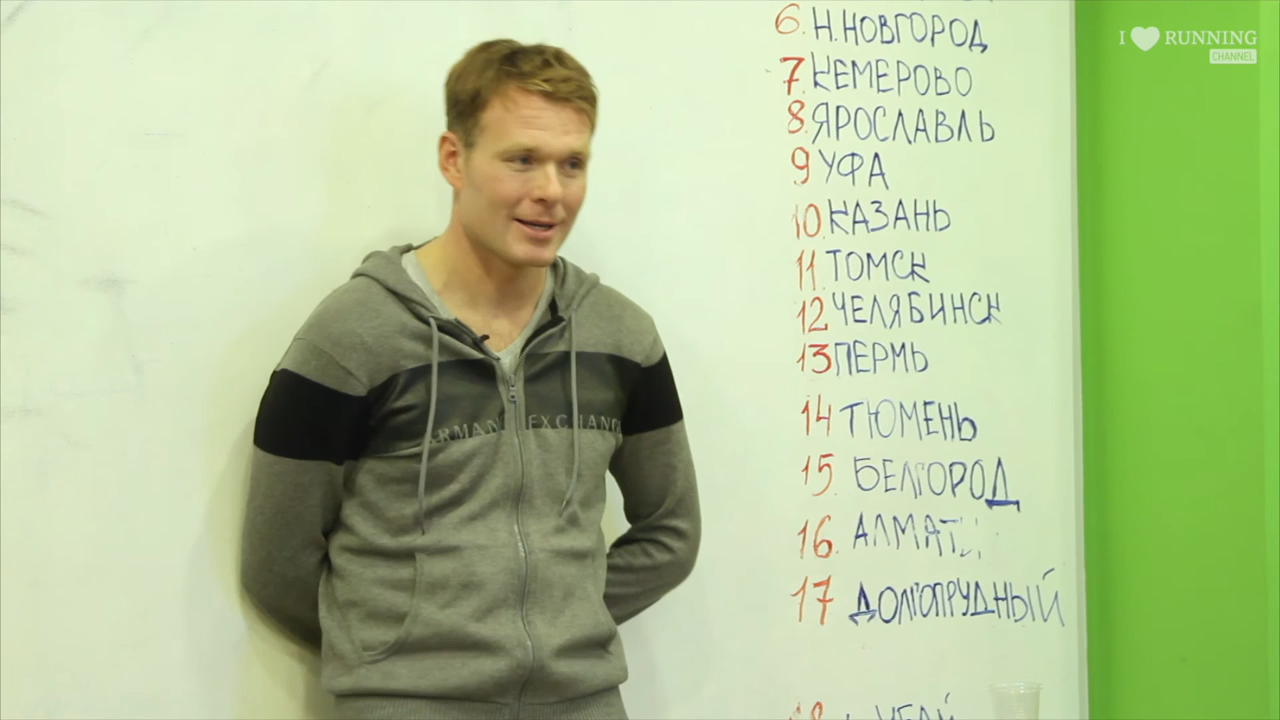 I RUNNING
CHANNEL
6. Н.НОВГОРОД
7. КЕМЕРОВО
8. ЯРОСЛАВЛЬ
9 УФА
10. КАЗАНЬ
11. ТОМСК
12 ЧЕЛЯБИНСК
13 ПЕРМЬ
14 ТЮМЕНЬ
15. БЕЛГОРОД
16. АЛМАТЫ
17 ДОЛГОПРУДНЫЙ
ARMANI EXCHANGE